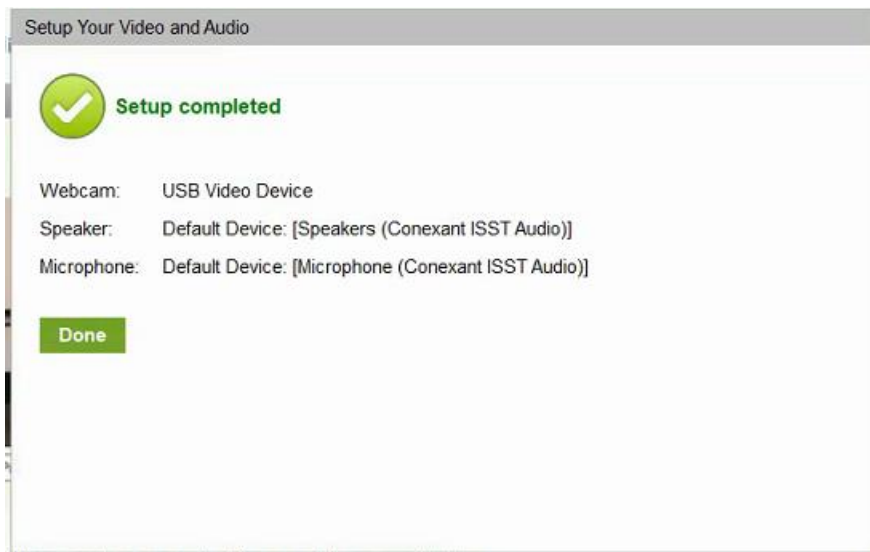 Setup Your Video and Audio
Setup completed
Webcam: USB Video Device
Speaker: Default Device: [Speakers (Conexant ISST Audio)]
Microphone: Default Device: [Microphone (Conexant ISST Audio)]
Done